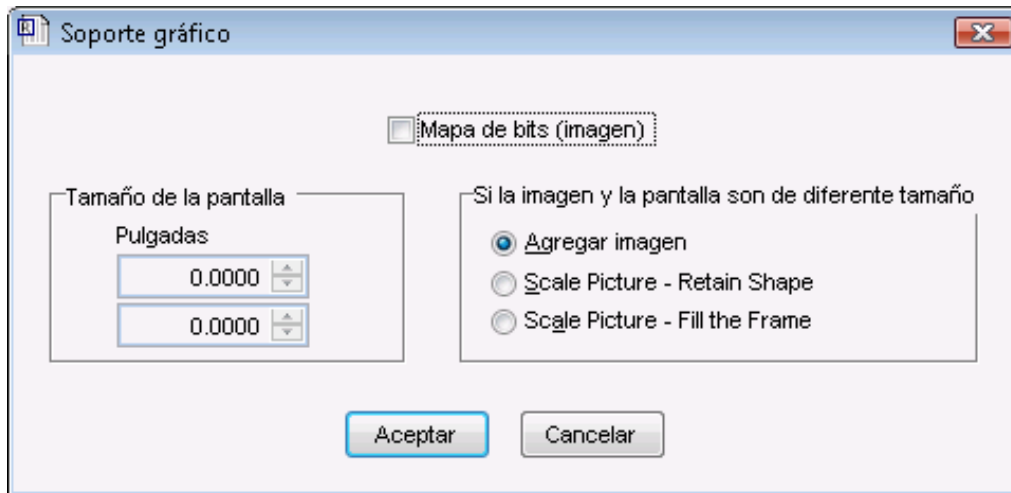 Soporte gráfico
Mapa de bits (imagen)
Tamaño de la pantalla
Pulgadas
0.0000
0.0000
Si la imagen y la pantalla son de diferente tamaño
Agregar imagen
Scale Picture - Retain Shape
Scale Picture - Fill the Frame
Aceptar
Cancelar